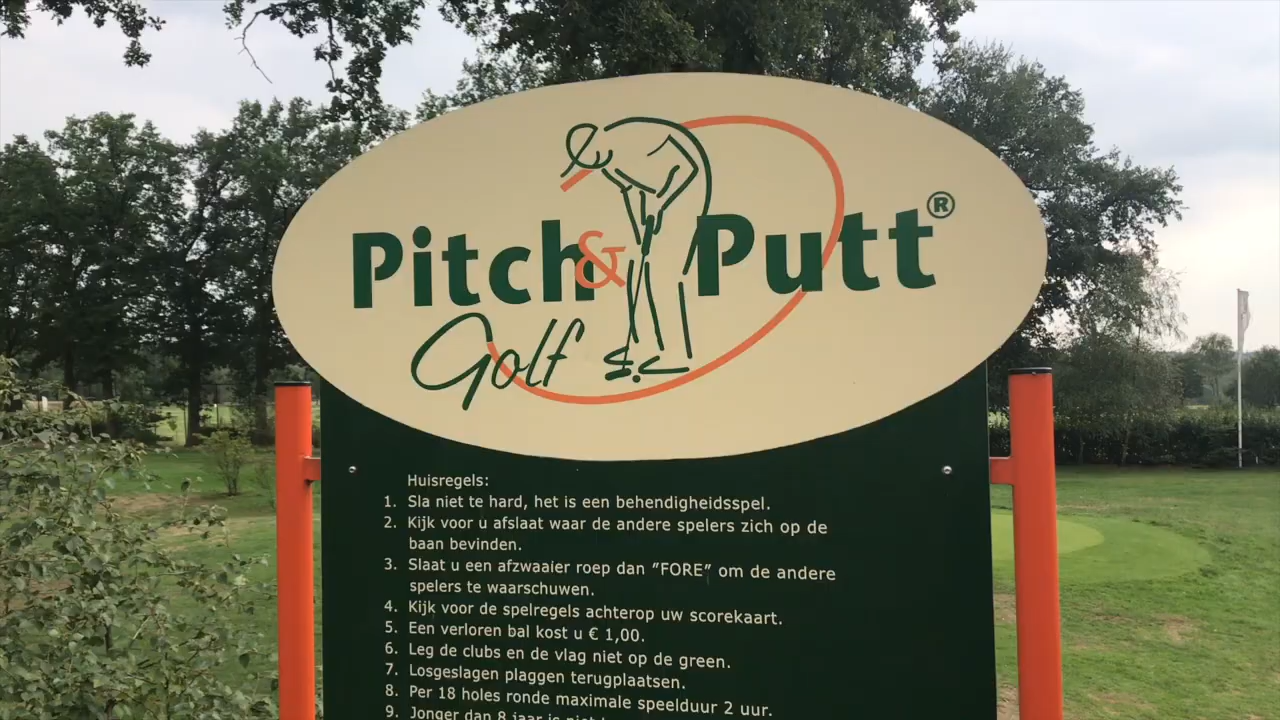 Pitch & Putt®
Golf
Huisregels:
1. Sla niet te hard, het is een behendigheidsspel.
2. Kijk voor u afslaat waar de andere spelers zich op de
baan bevinden.
3. Slaat u een afzwaaier roep dan "FORE" om de andere
spelers te waarschuwen.
4. Kijk voor de spelregels achterop uw scorekaart.
5. Een verloren bal kost u € 1,00.
6. Leg de clubs en de vlag niet op de green.
7. Losgeslagen plaggen terugplaatsen.
8. Per 18 holes ronde maximale speelduur 2 uur.
9. Jonger dan 8 jaar is niet